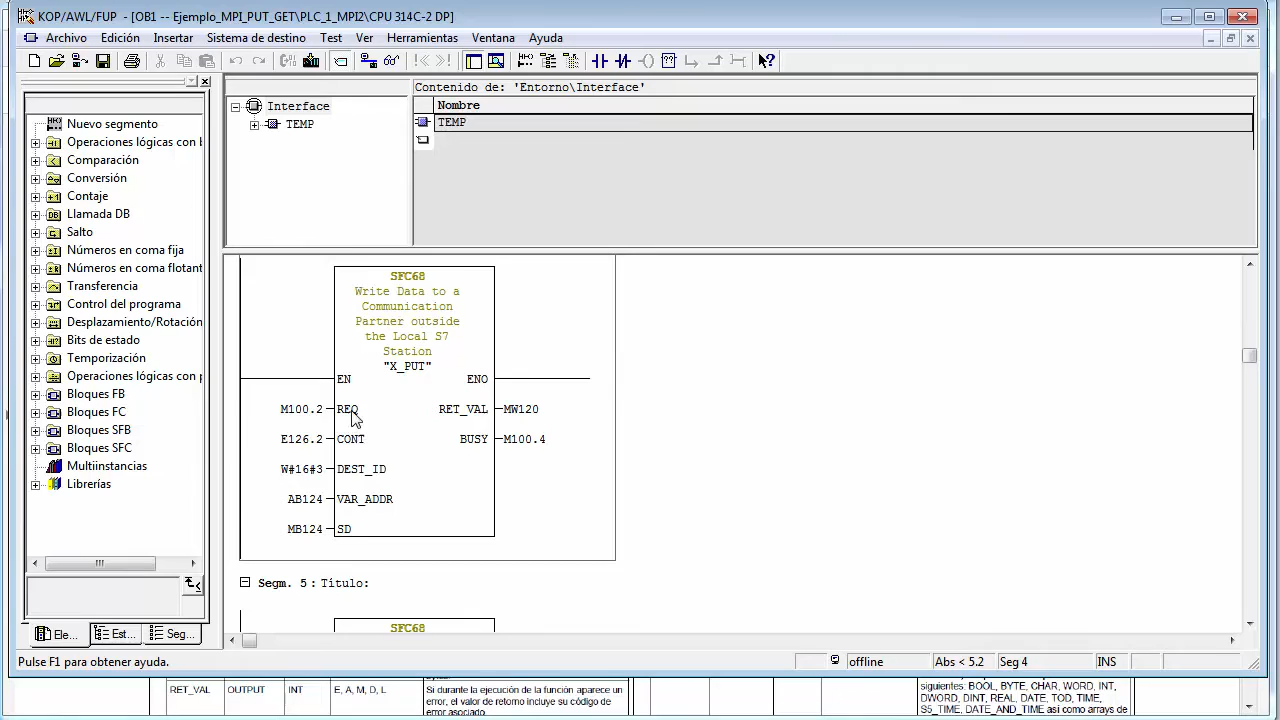 KOP/AWL/FUP - [OB1 -- Ejemplo_MPI_PUT_GET\PLC_1_MPI2\CPU 314C-2 DP]
Archivo Edición Insertar Sistema de destino Test Ver Herramientas Ventana Ayuda
Contenido de: 'Entorno\Interface'
Interface
TEMP
Nombre
TEMP
Nuevo segmento
Operaciones lógicas con b
Comparación
Conversión
Contaje
Llamada DB
Salto
Números en coma fija
Números en coma flotant
Transferencia
Control del programa
Desplazamiento/Rotación
Bits de estado
Temporización
Operaciones lógicas con p
Bloques FB
Bloques FC
Bloques SFB
Bloques SFC
Multiinstancias
Librerías
Ele...
Est...
Seg...
SFC68
Write Data to a
Communication
Partner outside
the Local S7
Station
"X_PUT"
EN ENO
M100.2 REQ RET_VAL MW120
E126.2 CONT BUSY M100.4
W#16#3 DEST_ID
AB124 VAR_ADDR
MB124 SD
Segm. 5 : Título:
SFC68
Pulse F1 para obtener ayuda.
offline
Abs < 5.2
Seg 4
INS
RET_VAL OUTPUT INT E, A, M, D, L
Si durante la ejecución de la función aparece un
error, el valor de retorno incluye su código de
error asociado.
siguientes: BOOL, BYTE, CHAR, WORD, INT,
DWORD, DINT, REAL, DATE, TOD, TIME,
S5_TIME, DATE_AND_TIME así como arrays de